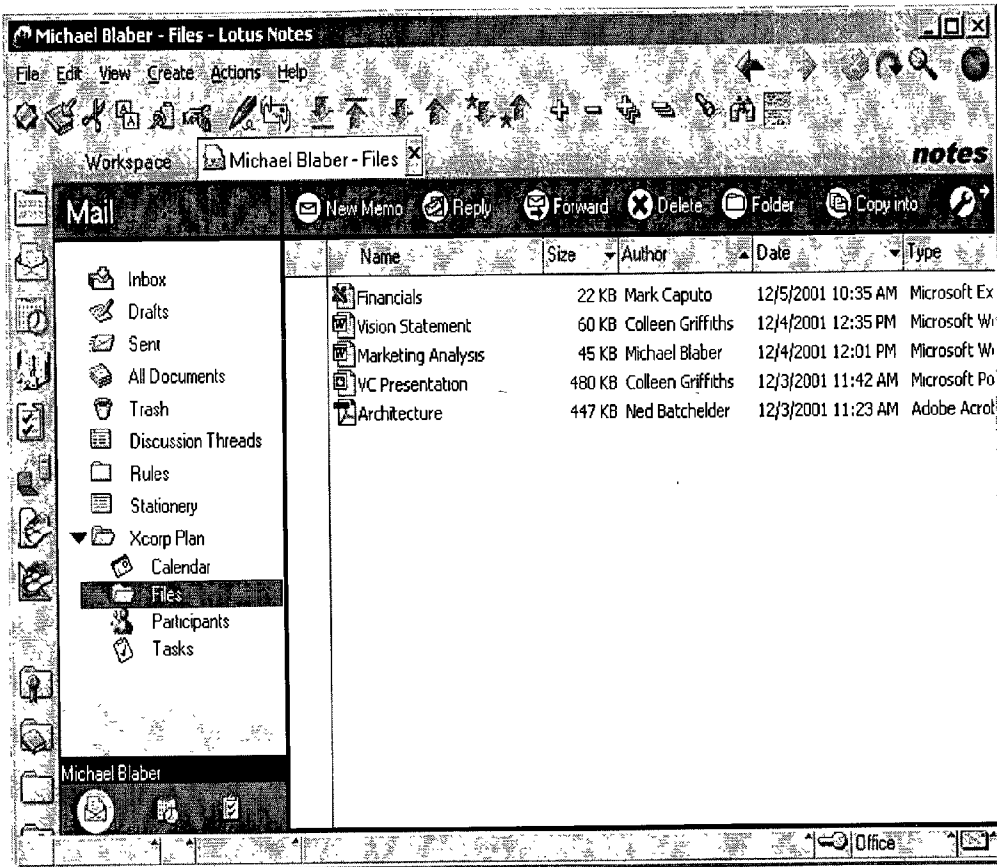 Michael Blaber - Files - Lotus Notes
File Edit View Create Actions Help
Workspace Michael Blaber - Files
notes
Mail
New Memo Reply Forward Delete Folder Copy into
Name Size Author Date Type
Inbox
Drafts
Sent
All Documents
Trash
Discussion Threads
Rules
Stationery
Xcorp Plan
Calendar
Files
Participants
Tasks
Financials 22 KB Mark Caputo 12/5/2001 10:35 AM Microsoft Ex
Vision Statement 60 KB Colleen Griffiths 12/4/2001 12:35 PM Microsoft W
Marketing Analysis 45 KB Michael Blaber 12/4/2001 12:01 PM Microsoft W
VC Presentation 480 KB Colleen Griffiths 12/3/2001 11:42 AM Microsoft Po
Architecture 447 KB Ned Batchelder 12/3/2001 11:23 AM Adobe Acrob
Michael Blaber
Office